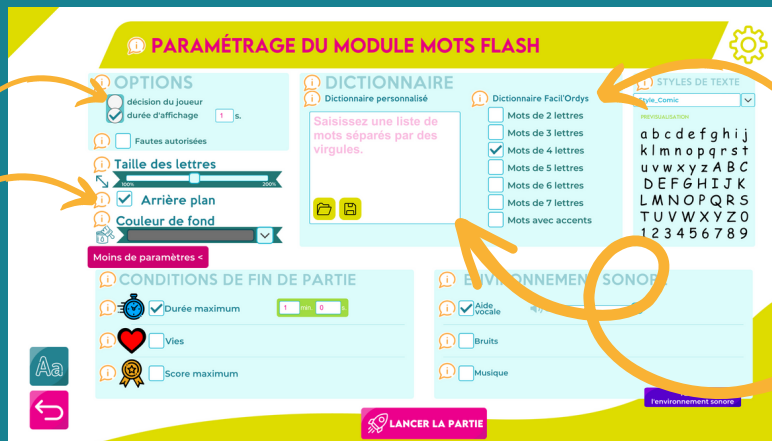 PARAMÉTRAGE DU MODULE MOTS FLASH
OPTIONS
décision du joueur
durée d'affichage 1 s.
Fautes autorisées
Taille des lettres
100% 200%
Arrière plan
Couleur de fond
Moins de paramètres <
DICTIONNAIRE
Dictionnaire personnalisé
Saisissez une liste de
mots séparés par des
virgules.
Dictionnaire Facil'Ordys
Mots de 2 lettres
Mots de 3 lettres
Mots de 4 lettres
Mots de 5 lettres
Mots de 6 lettres
Mots de 7 lettres
Mots avec accents
STYLES DE TEXTE
Style_Comic
PRÉVISUALISATION
a b c d e f g h i j
k l m n o p q r s t
u v w x y z A B C
D E F G H I J K
L M N O P Q R S
T U V W X Y Z 0
1 2 3 4 5 6 7 8 9
CONDITIONS DE FIN DE PARTIE
Durée maximum 1 min. 0 s.
Vies
Score maximum
ENVIRONNEMENT SONORE
Aide
vocale
Bruits
Musique
l'environnement sonore
Aa
LANCER LA PARTIE